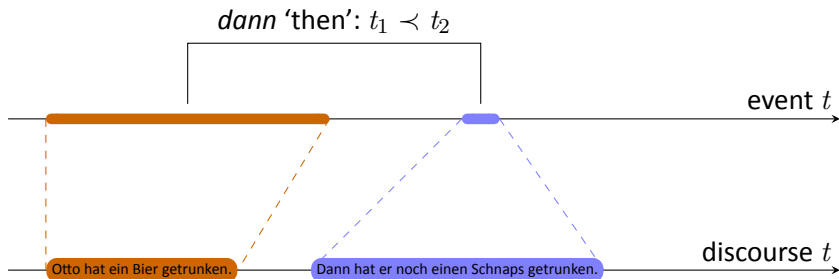 dann ‘then’: t₁ ≺ t₂
event t
discourse t
Otto hat ein Bier getrunken.
Dann hat er noch einen Schnaps getrunken.